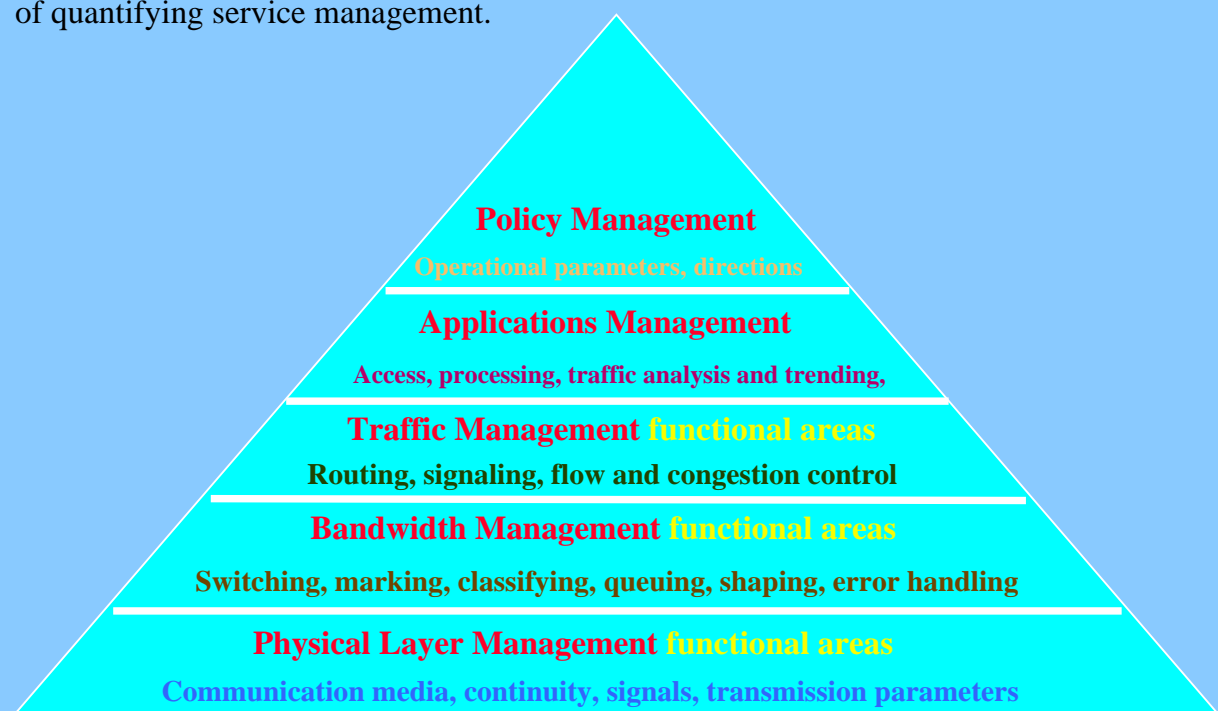 of quantifying service management.
Policy Management
Operational parameters, directions
Applications Management
Access, processing, traffic analysis and trending,
Traffic Management functional areas
Routing, signaling, flow and congestion control
Bandwidth Management functional areas
Switching, marking, classifying, queuing, shaping, error handling
Physical Layer Management functional areas
Communication media, continuity, signals, transmission parameters